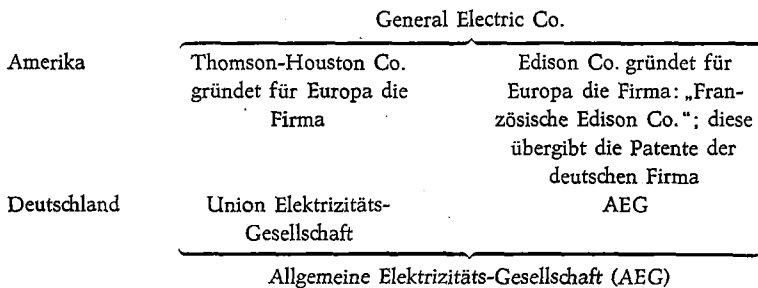 General Electric Co.
Amerika
Thomson-Houston Co.
gründet für Europa die
Firma
Edison Co. gründet für
Europa die Firma: „Fran-
zösische Edison Co.“; diese
übergibt die Patente der
deutschen Firma
Deutschland
Union Elektrizitäts-
Gesellschaft
AEG
Allgemeine Elektrizitäts-Gesellschaft (AEG)